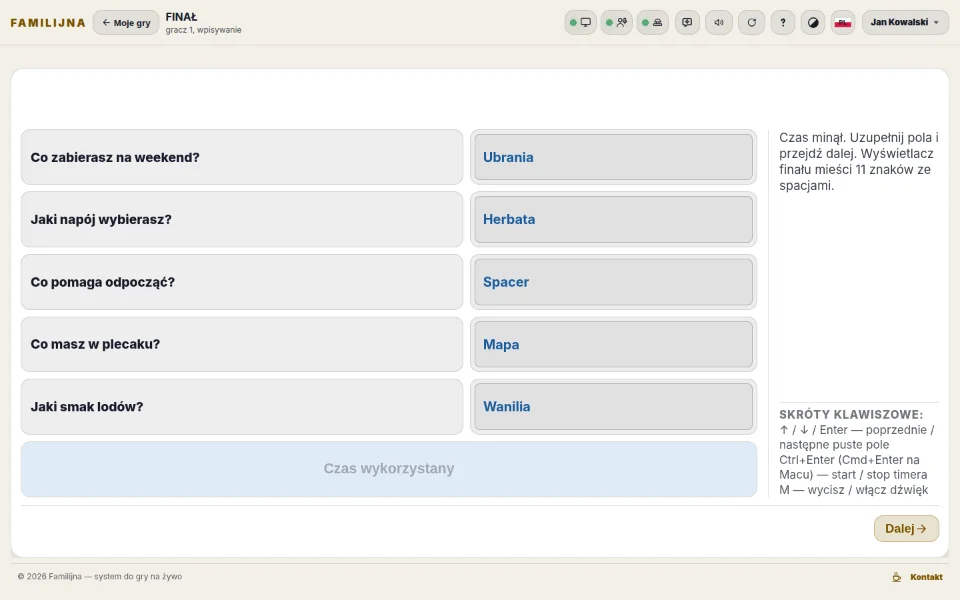 FAMILIJNA
← Moje gry
FINAŁ
gracz 1, wpisywanie
?
PL
Jan Kowalski
Co zabierasz na weekend?
Ubrania
Jaki napój wybierasz?
Herbata
Co pomaga odpocząć?
Spacer
Co masz w plecaku?
Mapa
Jaki smak lodów?
Wanilia
Czas wykorzystany
Czas minął. Uzupełnij pola i
przejdź dalej. Wyświetlacz
finału mieści 11 znaków ze
spacjami.
SKRÓTY KLAWISZOWE:
↑ / ↓ / Enter — poprzednie /
następne puste pole
Ctrl+Enter (Cmd+Enter na
Macu) — start / stop timera
M — wycisz / włącz dźwięk
Dalej →
© 2026 Familijna — system do gry na żywo
Kontakt